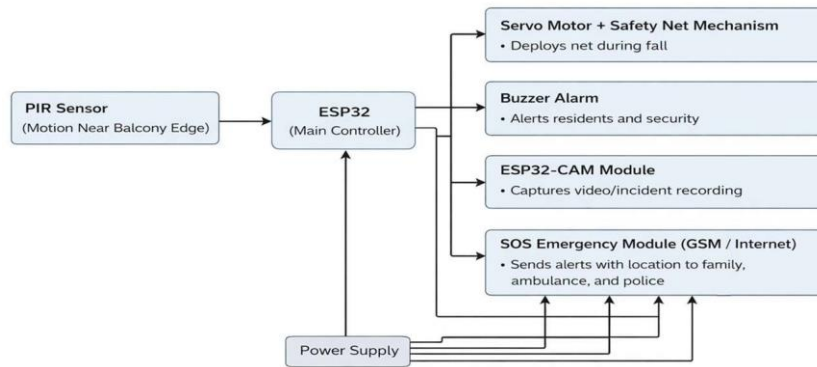 PIR Sensor
(Motion Near Balcony Edge)
ESP32
(Main Controller)
Servo Motor + Safety Net Mechanism
• Deploys net during fall
Buzzer Alarm
• Alerts residents and security
ESP32-CAM Module
• Captures video/incident recording
SOS Emergency Module (GSM / Internet)
• Sends alerts with location to family,
ambulance, and police
Power Supply